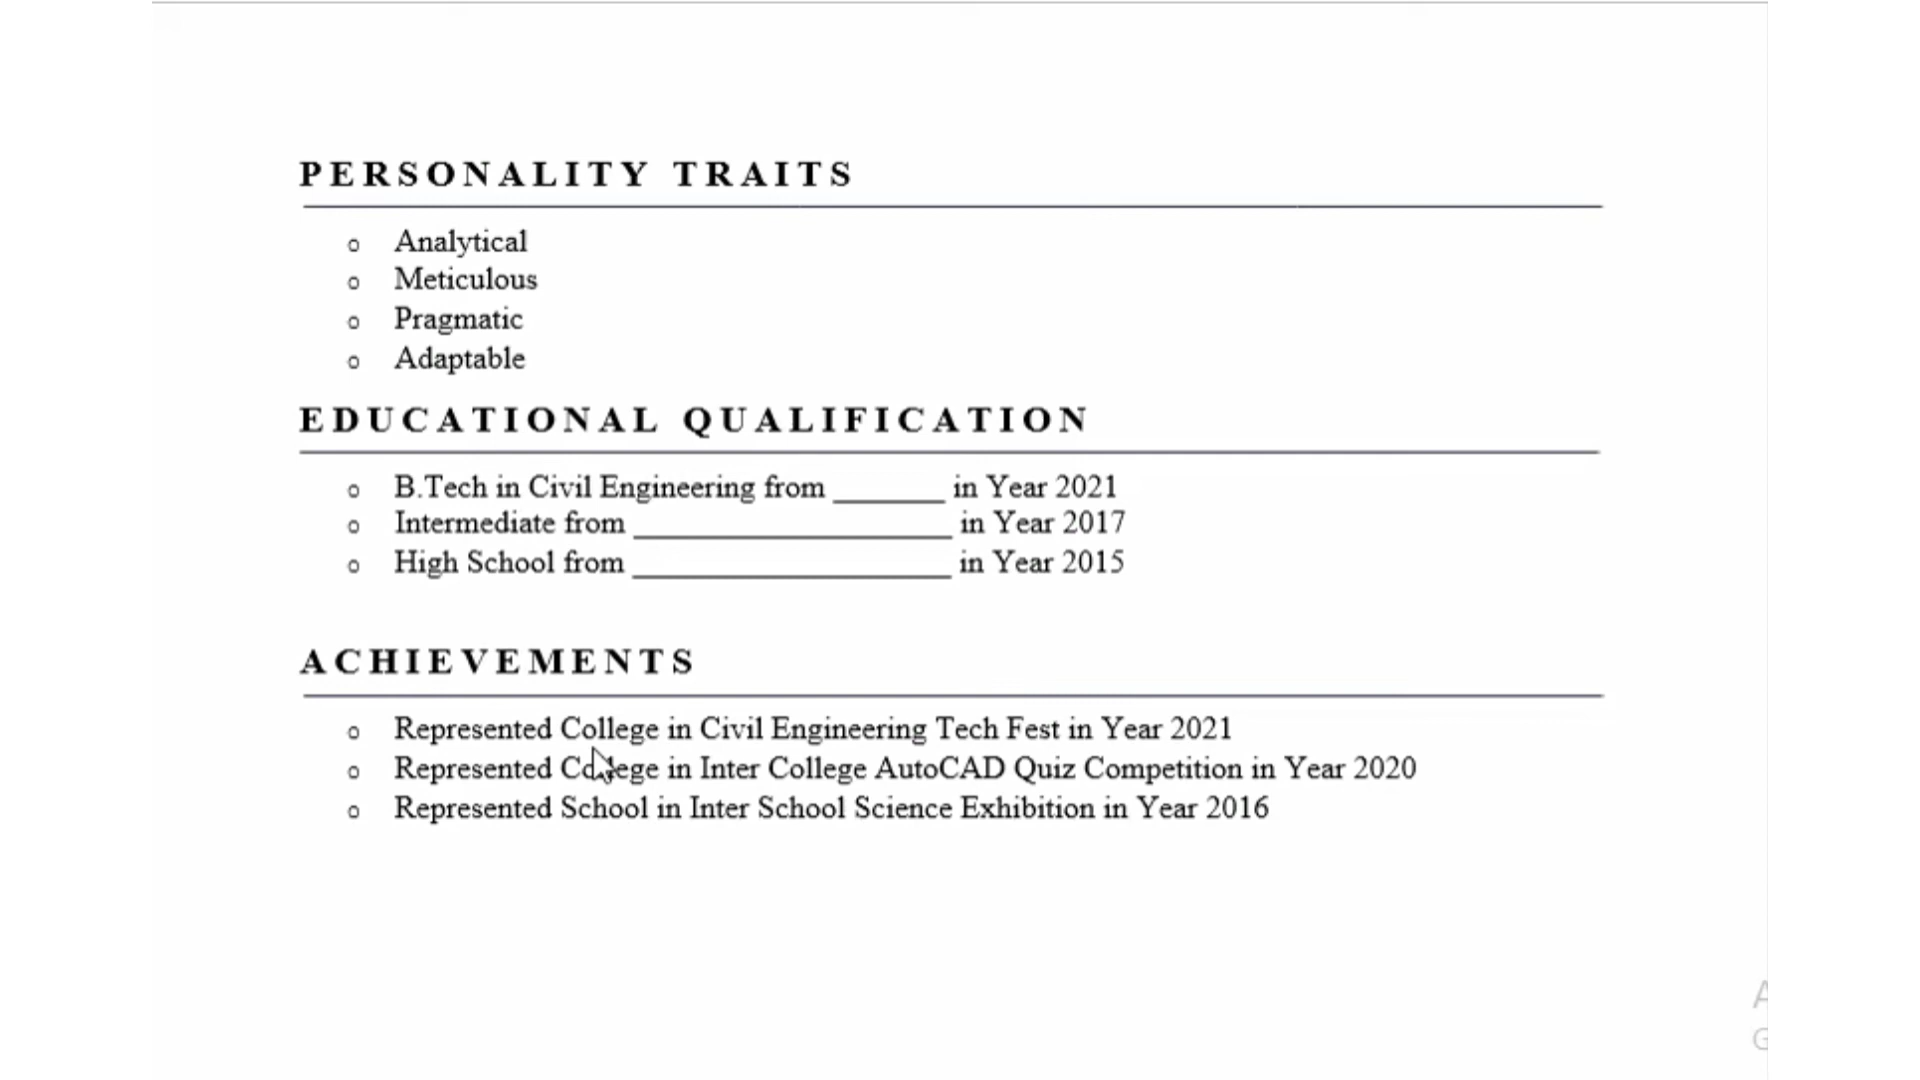 PERSONALITY TRAITS
o Analytical
o Meticulous
o Pragmatic
o Adaptable
EDUCATIONAL QUALIFICATION
o B.Tech in Civil Engineering from _______ in Year 2021
o Intermediate from ____________________ in Year 2017
o High School from ____________________ in Year 2015
ACHIEVEMENTS
o Represented College in Civil Engineering Tech Fest in Year 2021
o Represented College in Inter College AutoCAD Quiz Competition in Year 2020
o Represented School in Inter School Science Exhibition in Year 2016